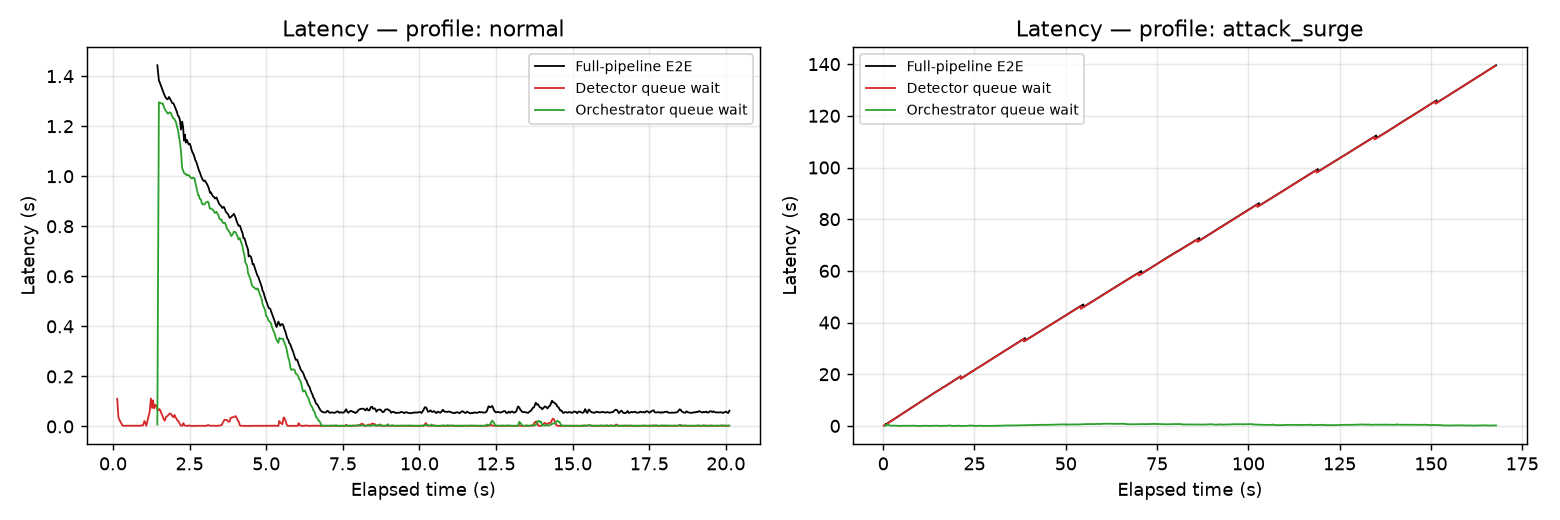 Latency — profile: normal
Latency (s)
1.4
1.2
1.0
0.8
0.6
0.4
0.2
0.0
Full-pipeline E2E
Detector queue wait
Orchestrator queue wait
0.0 2.5 5.0 7.5 10.0 12.5 15.0 17.5 20.0
Elapsed time (s)
Latency — profile: attack_surge
Latency (s)
140
120
100
80
60
40
20
0
Full-pipeline E2E
Detector queue wait
Orchestrator queue wait
0 25 50 75 100 125 150 175
Elapsed time (s)